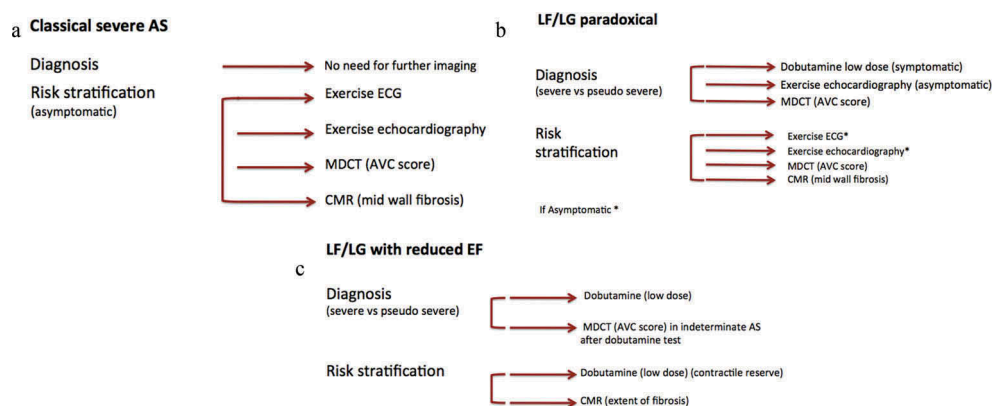 a
Classical severe AS
Diagnosis
No need for further imaging
Risk stratification
(asymptomatic)
Exercise ECG
Exercise echocardiography
MDCT (AVC score)
CMR (mid wall fibrosis)
b
LF/LG paradoxical
Diagnosis
(severe vs pseudo severe)
Dobutamine low dose (symptomatic)
Exercise echocardiography (asymptomatic)
MDCT (AVC score)
Risk
stratification
Exercise ECG*
Exercise echocardiography*
MDCT (AVC score)
CMR (mid wall fibrosis)
If Asymptomatic *
c
LF/LG with reduced EF
Diagnosis
(severe vs pseudo severe)
Dobutamine (low dose)
MDCT (AVC score) in indeterminate AS
after dobutamine test
Risk stratification
Dobutamine (low dose) (contractile reserve)
CMR (extent of fibrosis)